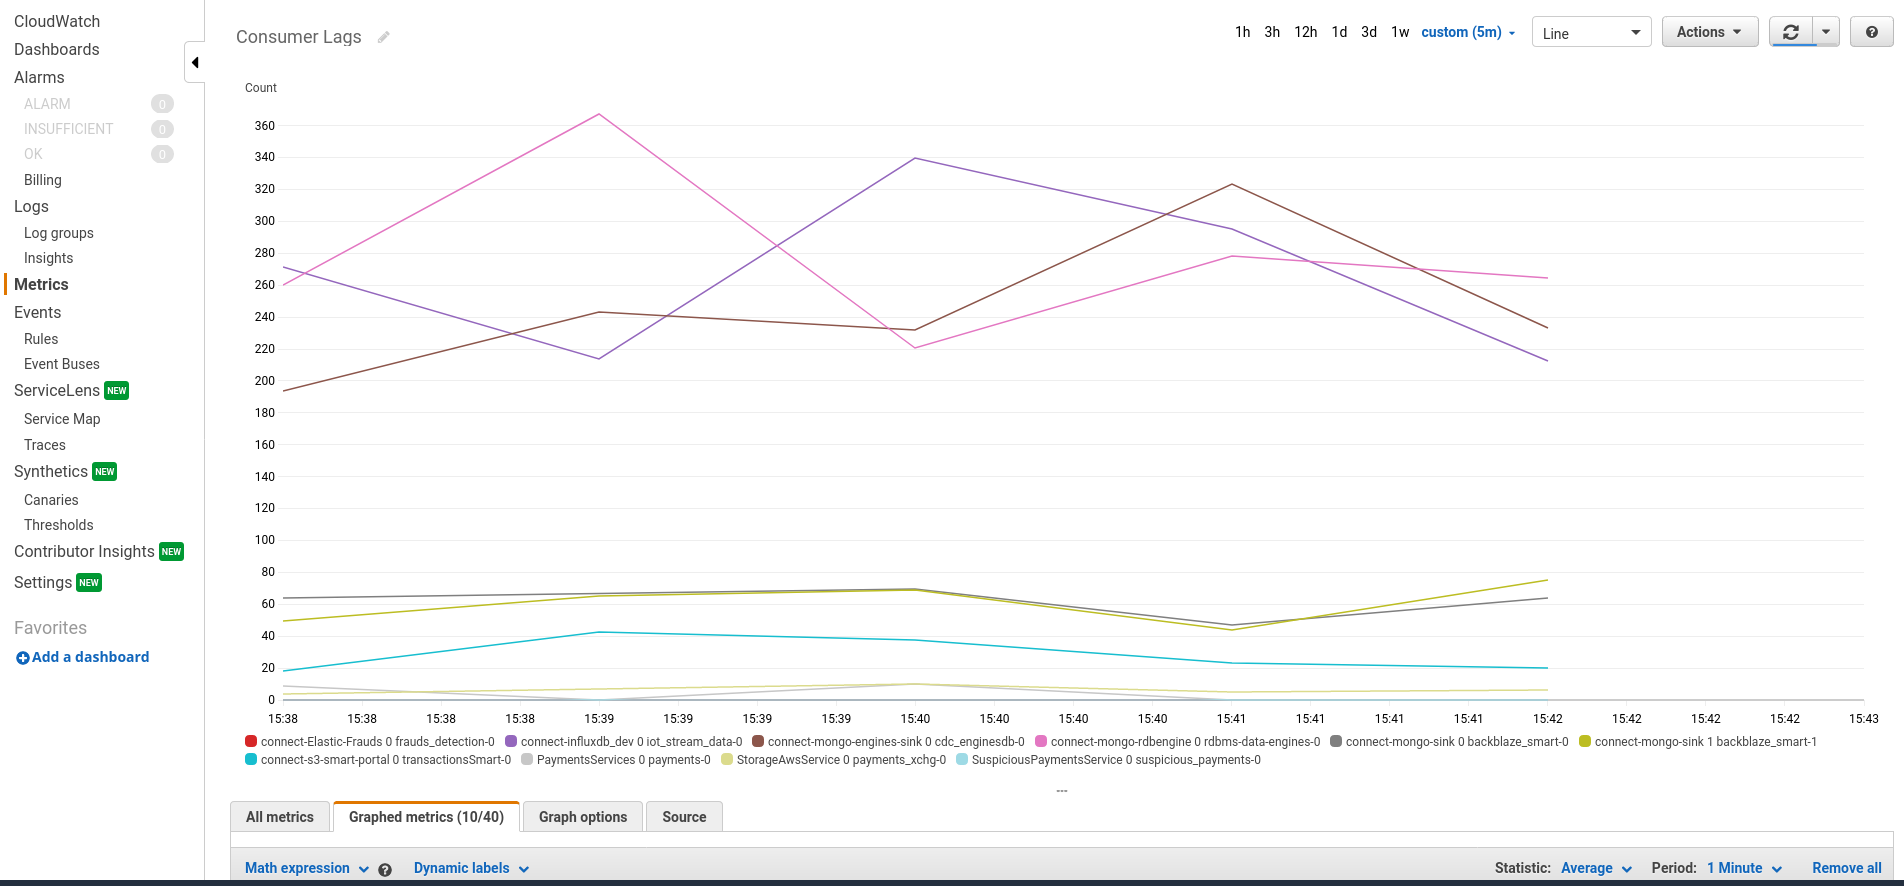 CloudWatch
Dashboards
Alarms
ALARM 0
INSUFFICIENT 0
OK 0
Billing
Logs
Log groups
Insights
Metrics
Events
Rules
Event Buses
ServiceLens NEW
Service Map
Traces
Synthetics NEW
Canaries
Thresholds
Contributor Insights NEW
Settings NEW
Favorites
Add a dashboard
Consumer Lags
1h 3h 12h 1d 3d 1w custom (5m) Line Actions ?
Count
360
340
320
300
280
260
240
220
200
180
160
140
120
100
80
60
40
20
0
15:38 15:38 15:38 15:38 15:39 15:39 15:39 15:39 15:40 15:40 15:40 15:40 15:41 15:41 15:41 15:41 15:42 15:42 15:42 15:42 15:43
connect-Elastic-Frauds 0 frauds_detection-0 connect-influxdb_dev 0 iot_stream_data-0 connect-mongo-engines-sink 0 cdc_enginesdb-0 connect-mongo-rdbengine 0 rdbms-data-engines-0 connect-mongo-sink 0 backblaze_smart-0 connect-mongo-sink 1 backblaze_smart-1
connect-s3-smart-portal 0 transactionsSmart-0 PaymentsServices 0 payments-0 StorageAwsService 0 payments_xchg-0 SuspiciousPaymentsService 0 suspicious_payments-0
All metrics Graphed metrics (10/40) Graph options Source
Math expression ? Dynamic labels Statistic: Average Period: 1 Minute Remove all